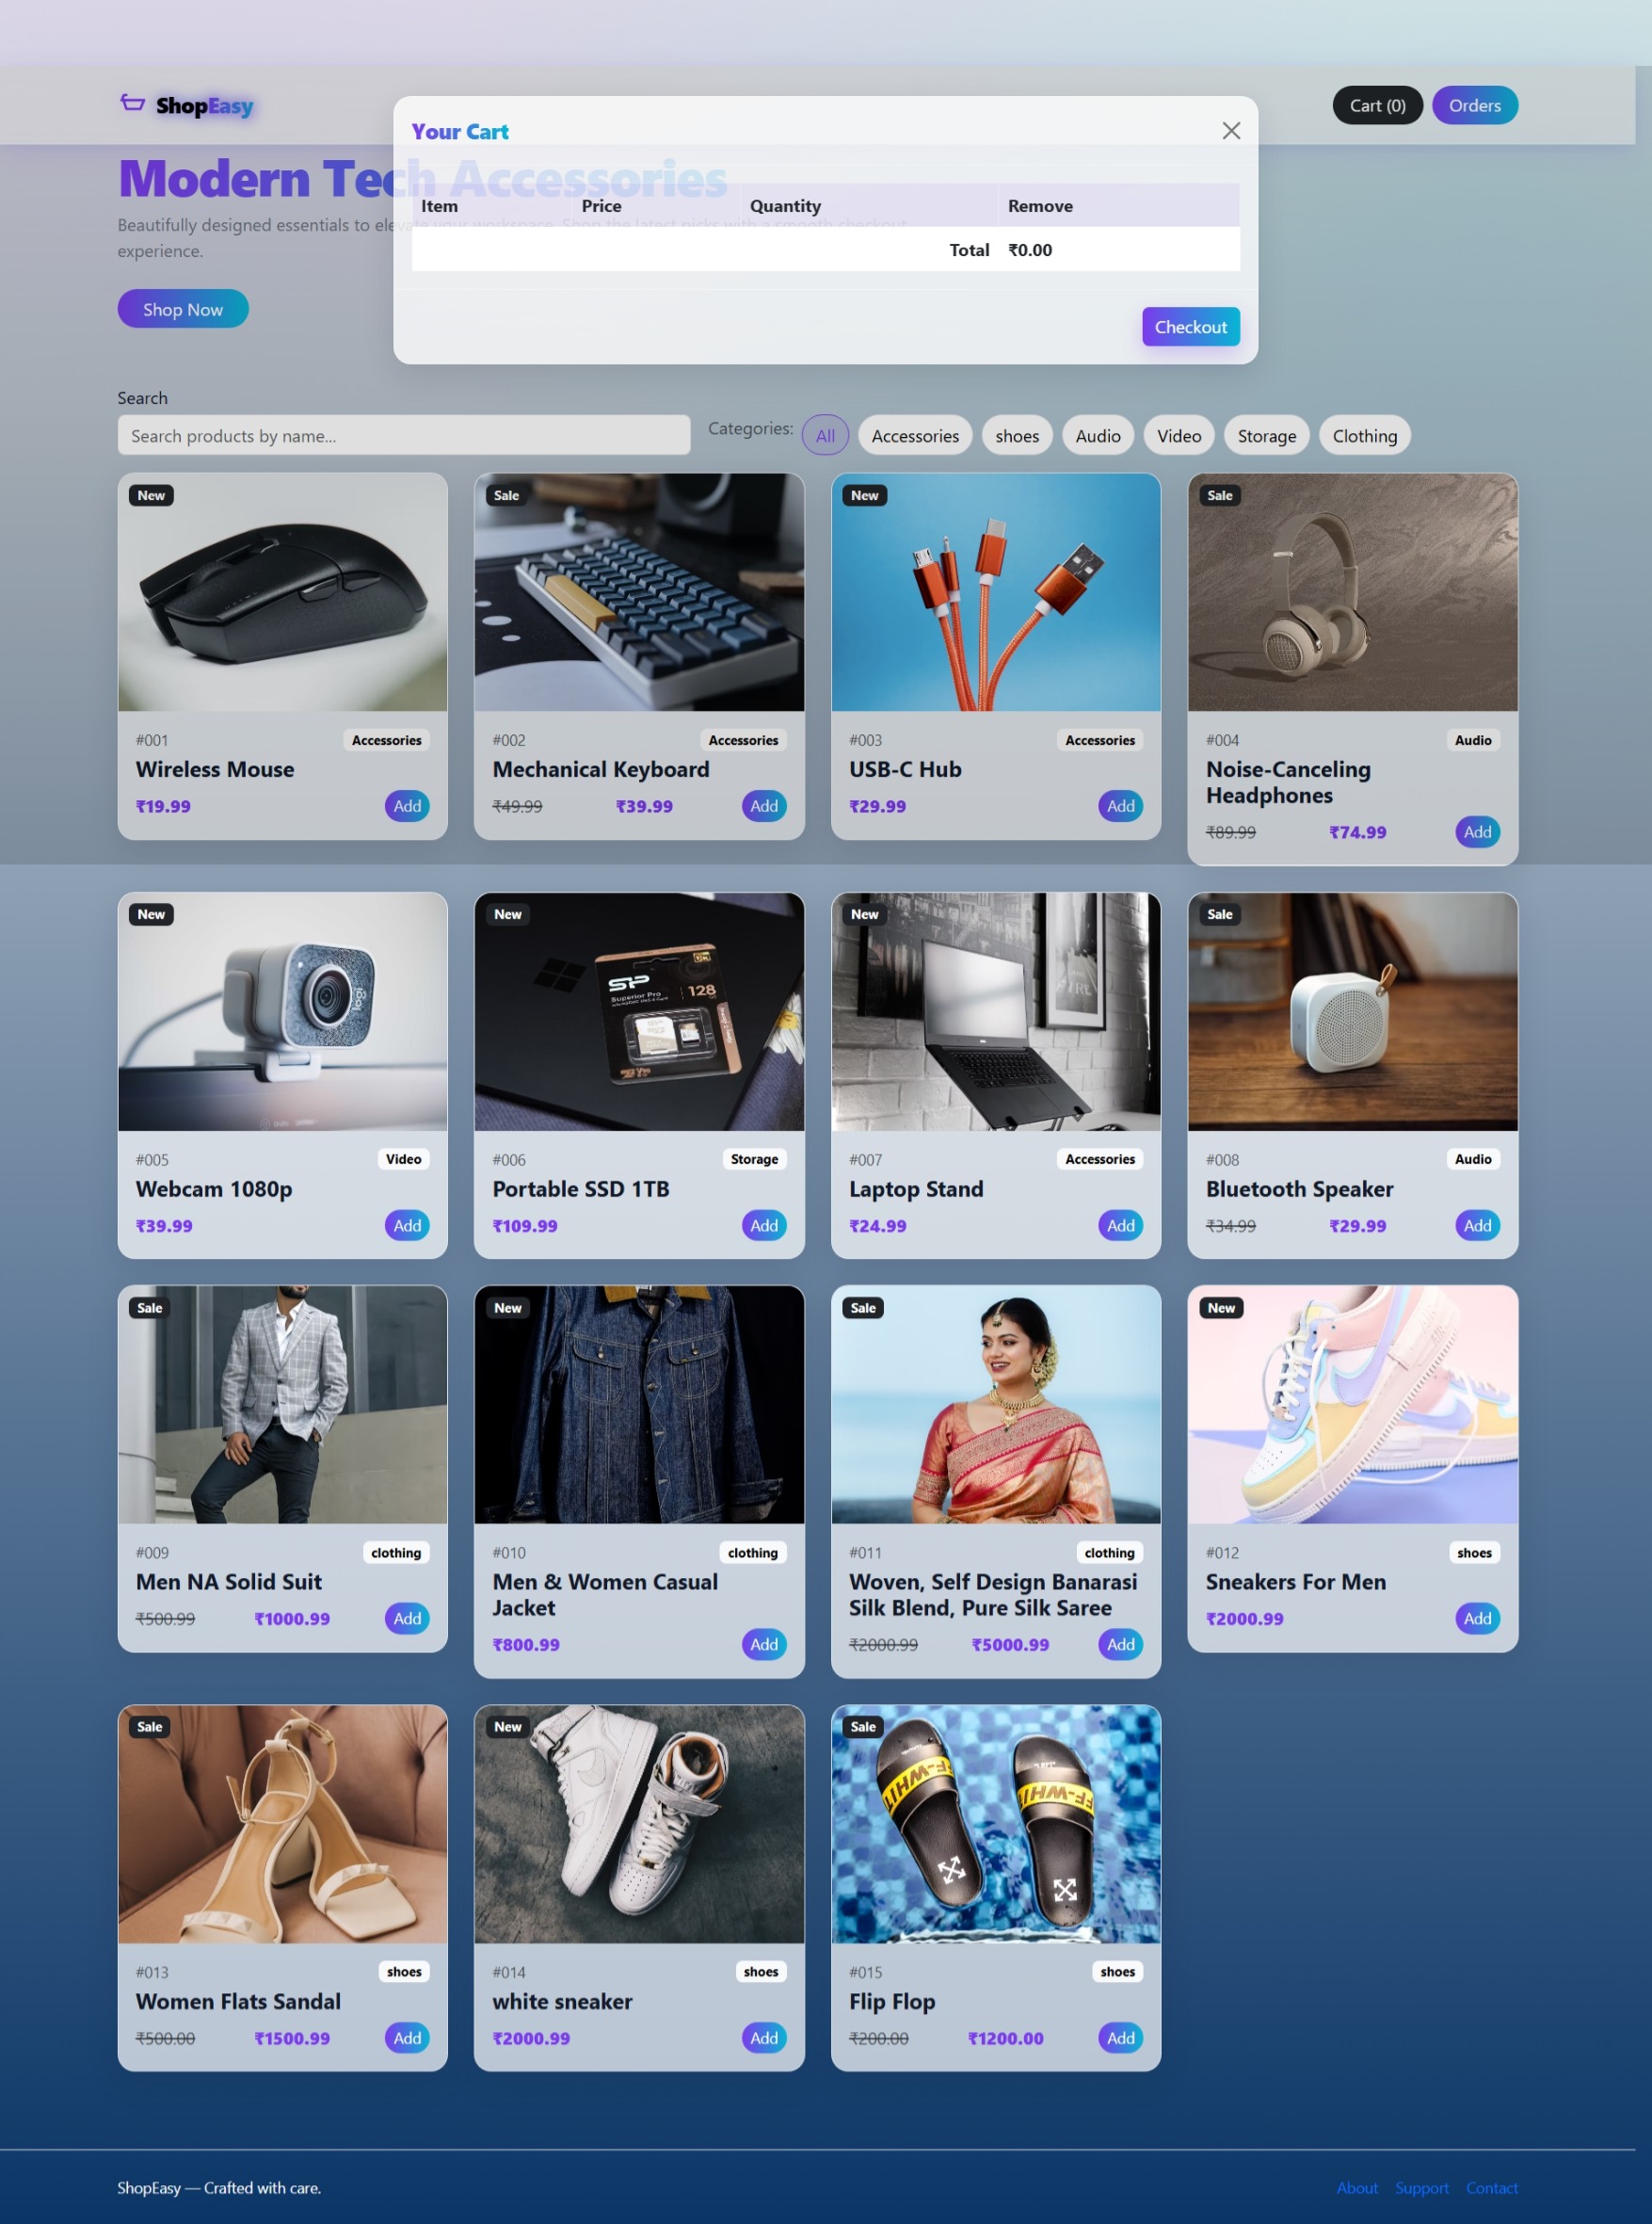 ShopEasy
Cart (0)
Orders
Your Cart
Modern Tech Accessories
Beautifully designed essentials to elevate your workspace. Shop the latest picks with a smooth checkout
experience.
Item Price Quantity Remove
Total ₹0.00
Shop Now
Checkout
Search
Search products by name...
Categories: All Accessories shoes Audio Video Storage Clothing
New
Sale
New
Sale
#001 Accessories
Wireless Mouse
₹19.99 Add
#002 Accessories
Mechanical Keyboard
₹49.99 ₹39.99 Add
#003 Accessories
USB-C Hub
₹29.99 Add
#004 Audio
Noise-Canceling
Headphones
₹89.99 ₹74.99 Add
New
logi
New
SP
Superior Pro
128
New
Sale
#005 Video
Webcam 1080p
₹39.99 Add
#006 Storage
Portable SSD 1TB
₹109.99 Add
#007 Accessories
Laptop Stand
₹24.99 Add
#008 Audio
Bluetooth Speaker
₹34.99 ₹29.99 Add
Sale
New
Sale
New
#009 clothing
Men NA Solid Suit
₹500.99 ₹1000.99 Add
#010 clothing
Men & Women Casual
Jacket
₹800.99 Add
#011 clothing
Woven, Self Design Banarasi
Silk Blend, Pure Silk Saree
₹2000.99 ₹5000.99 Add
#012 shoes
Sneakers For Men
₹2000.99 Add
Sale
New
Sale
#013 shoes
Women Flats Sandal
₹500.00 ₹1500.99 Add
#014 shoes
white sneaker
₹2000.99 Add
#015 shoes
Flip Flop
₹200.00 ₹1200.00 Add
ShopEasy — Crafted with care.
About Support Contact